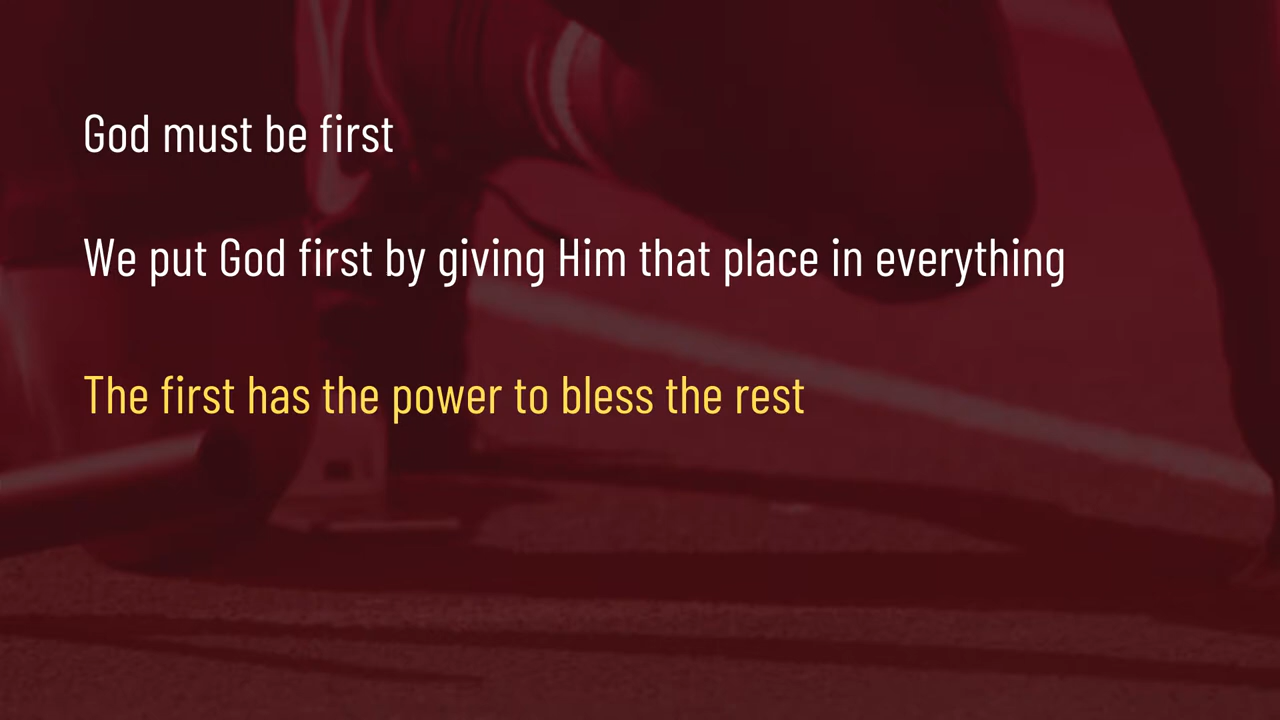 God must be first
We put God first by giving Him that place in everything
The first has the power to bless the rest